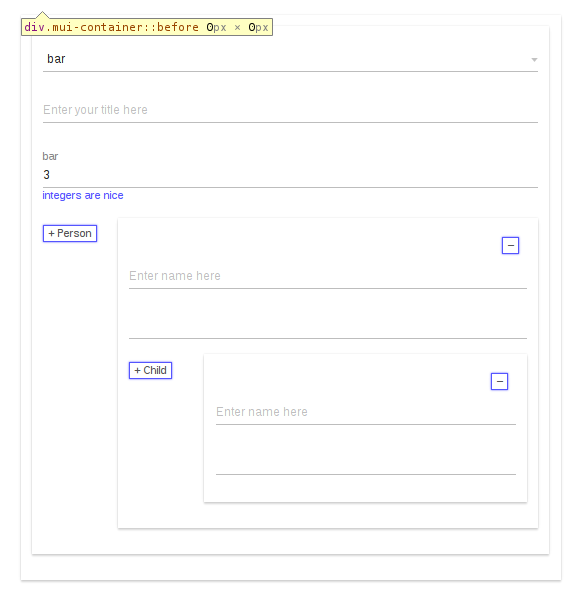 div.mui-container::before 0px × 0px
bar
Enter your title here
bar
3
integers are nice
+ Person
−
Enter name here
+ Child
−
Enter name here